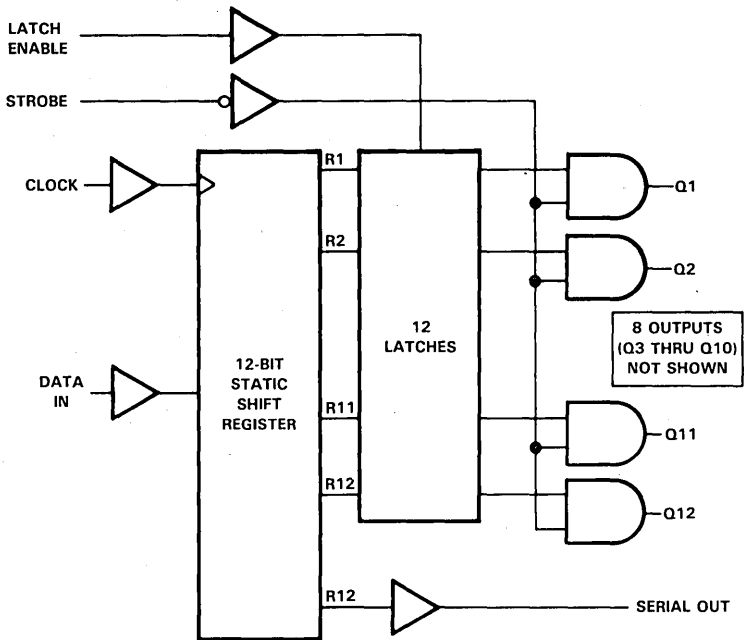 LATCH
ENABLE
STROBE
CLOCK
R1
Q1
R2
Q2
12
LATCHES
8 OUTPUTS
(Q3 THRU Q10)
NOT SHOWN
12-BIT
STATIC
SHIFT
REGISTER
DATA
IN
R11
Q11
R12
Q12
R12
SERIAL OUT